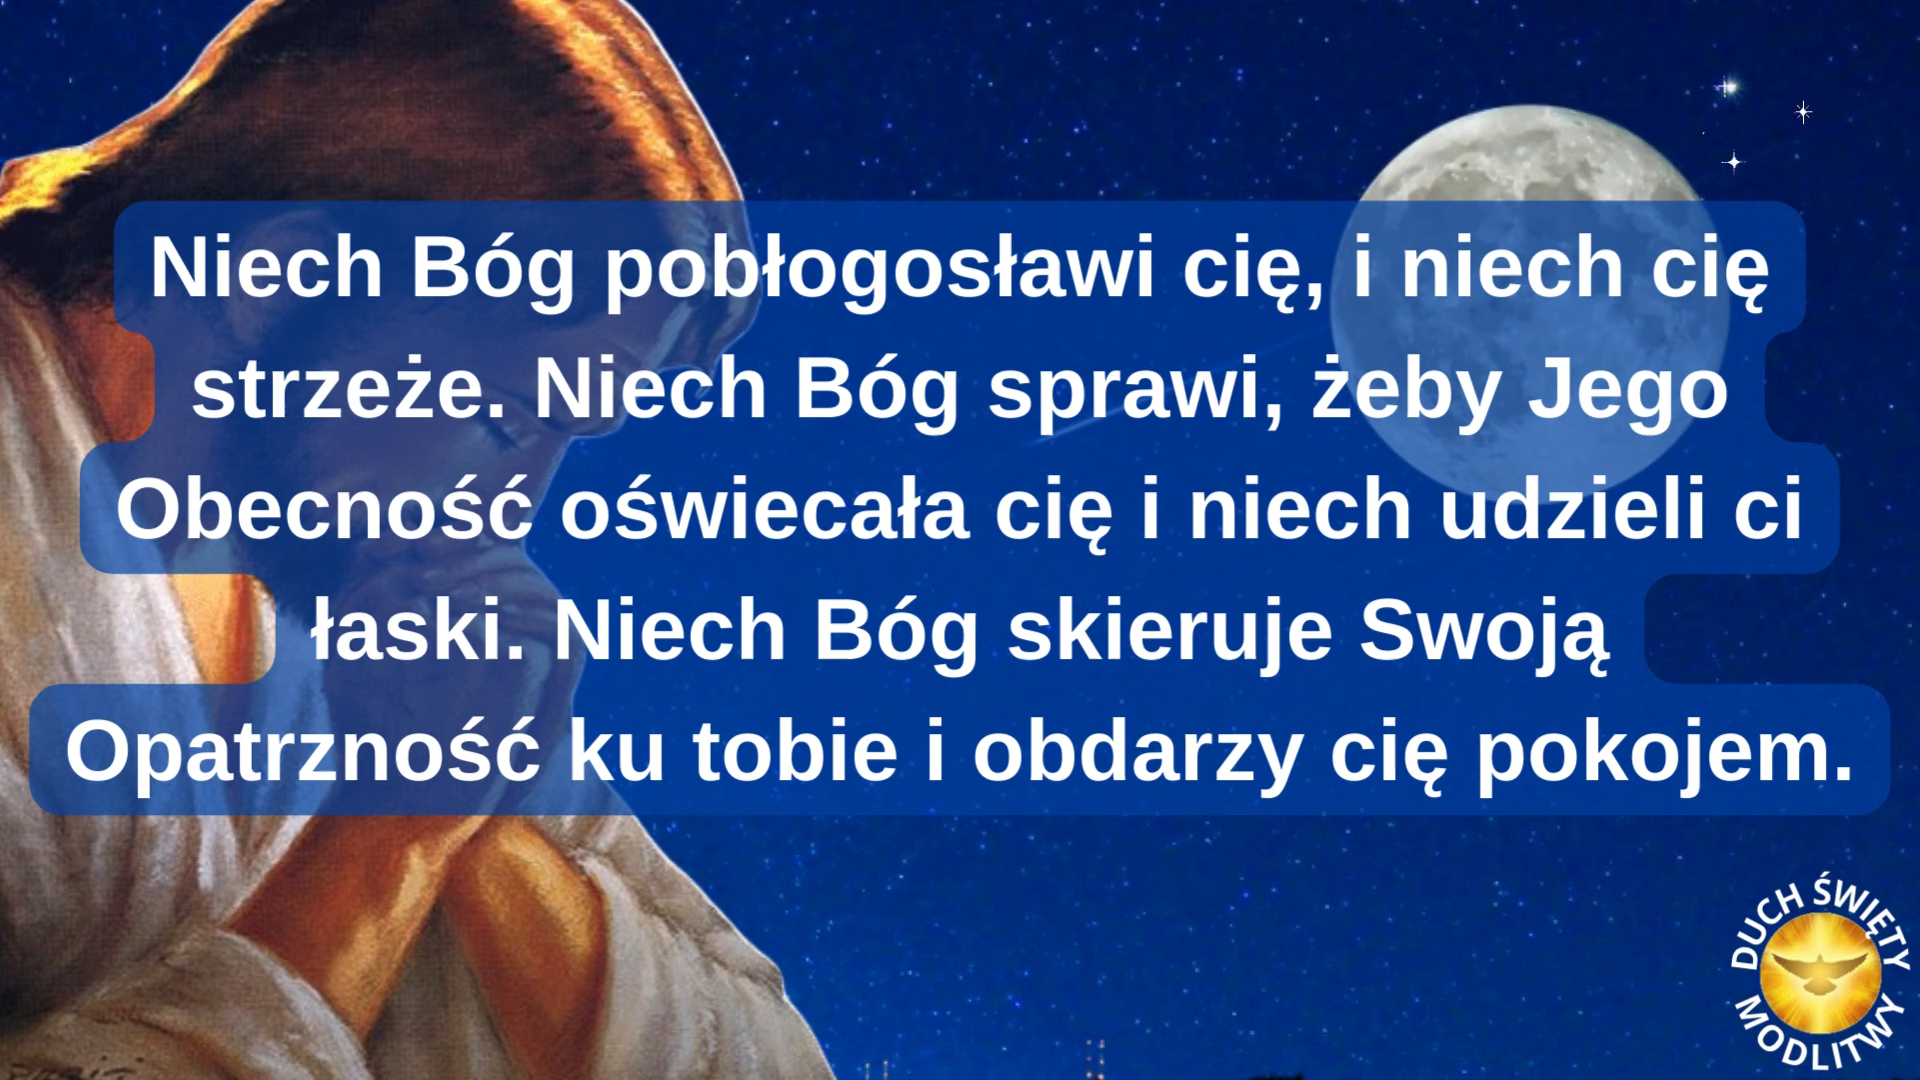 Niech Bóg pobłogosławi cię, i niech cię
strzeże. Niech Bóg sprawi, żeby Jego
Obecność oświecała cię i niech udzieli ci
łaski. Niech Bóg skieruje Swoją
Opatrzność ku tobie i obdarzy cię pokojem.
DUCH ŚWIĘTY
MODLITWY